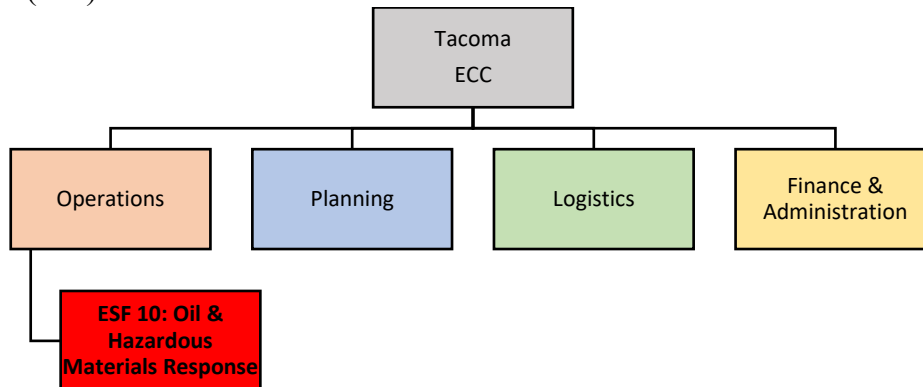 Tacoma
ECC
Operations
Planning
Logistics
Finance &
Administration
ESF 10: Oil &
Hazardous
Materials Response